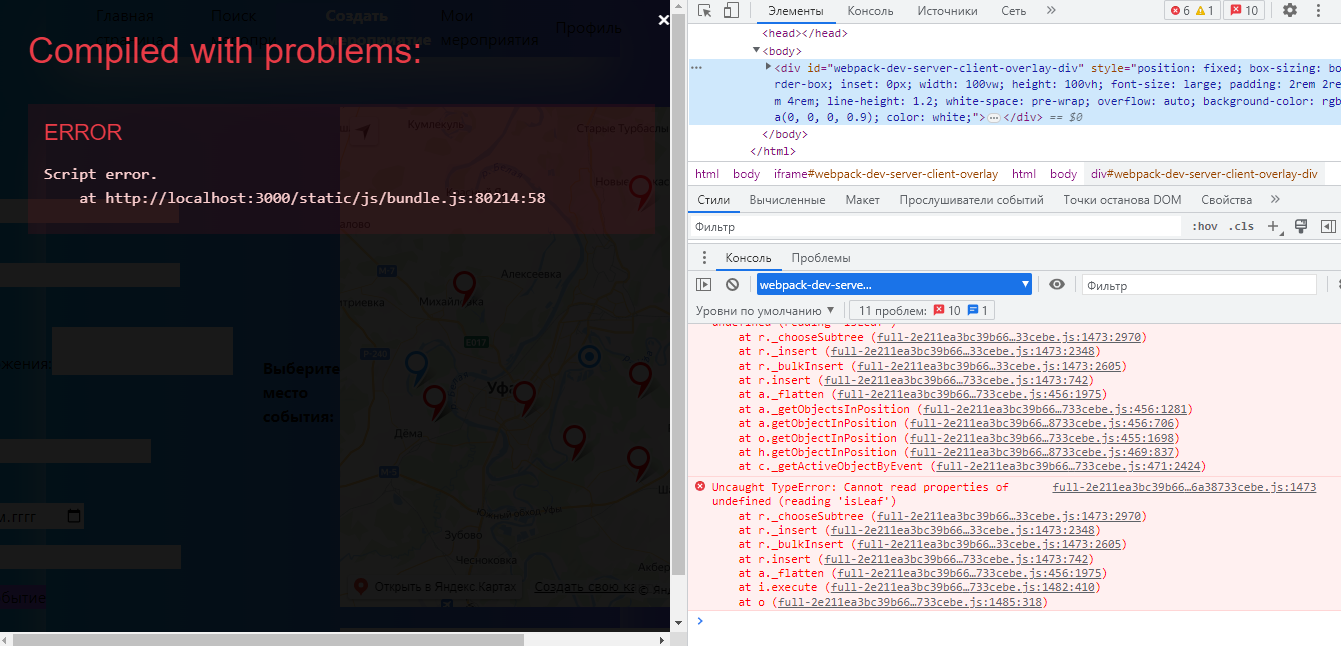 Главная
Поиск
Создать мероприятие
Мои мероприятия
Профиль
Compiled with problems:
ERROR
Script error.
at http://localhost:3000/static/js/bundle.js:80214:58
Кумлекуль
Старые Турбаслы
М-7
Алексеевка
Михайловка
Р-240
E017
Выберите
место
события:
Уфа
Дёма
М-5
Южный обход Уфы
Зубово
Чесноковка
Открыть в Яндекс.Картах
Создать свою ка
Элементы
Консоль
Источники
Сеть
6
1
10
<head></head>
<body>
<div id="webpack-dev-server-client-overlay-div" style="position: fixed; box-sizing: bo
rder-box; inset: 0px; width: 100vw; height: 100vh; font-size: large; padding: 2rem 2re
m 4rem; line-height: 1.2; white-space: pre-wrap; overflow: auto; background-color: rgb
a(0, 0, 0, 0.9); color: white;">…</div> == $0
</body>
</html>
html body iframe#webpack-dev-server-client-overlay html body div#webpack-dev-server-client-overlay-div
Стили Вычисленные Макет Прослушиватели событий Точки останова DOM Свойства
Фильтр
:hov .cls
Консоль Проблемы
webpack-dev-serve...
Фильтр
Уровни по умолчанию
11 проблем: 10 1
undefined (reading 'isLeaf')
at r._chooseSubtree (full-2e211ea3bc39b66…33cebe.js:1473:2970)
at r._insert (full-2e211ea3bc39b66…733cebe.js:1473:2348)
at r._bulkInsert (full-2e211ea3bc39b66…33cebe.js:1473:2605)
at r.insert (full-2e211ea3bc39b66…733cebe.js:1473:742)
at a._flatten (full-2e211ea3bc39b66…733cebe.js:456:1975)
at a._getObjectsInPosition (full-2e211ea3bc39b66…733cebe.js:456:1281)
at a.getObjectInPosition (full-2e211ea3bc39b66…8733cebe.js:456:706)
at o.getObjectInPosition (full-2e211ea3bc39b66…733cebe.js:455:1698)
at h.getObjectInPosition (full-2e211ea3bc39b66…8733cebe.js:469:837)
at c._getActiveObjectByEvent (full-2e211ea3bc39b66…733cebe.js:471:2424)
Uncaught TypeError: Cannot read properties of full-2e211ea3bc39b66…6a38733cebe.js:1473
undefined (reading 'isLeaf')
at r._chooseSubtree (full-2e211ea3bc39b66…33cebe.js:1473:2970)
at r._insert (full-2e211ea3bc39b66…733cebe.js:1473:2348)
at r._bulkInsert (full-2e211ea3bc39b66…33cebe.js:1473:2605)
at r.insert (full-2e211ea3bc39b66…733cebe.js:1473:742)
at a._flatten (full-2e211ea3bc39b66…733cebe.js:456:1975)
at i.execute (full-2e211ea3bc39b66…733cebe.js:1482:410)
at o (full-2e211ea3bc39b66…733cebe.js:1485:318)